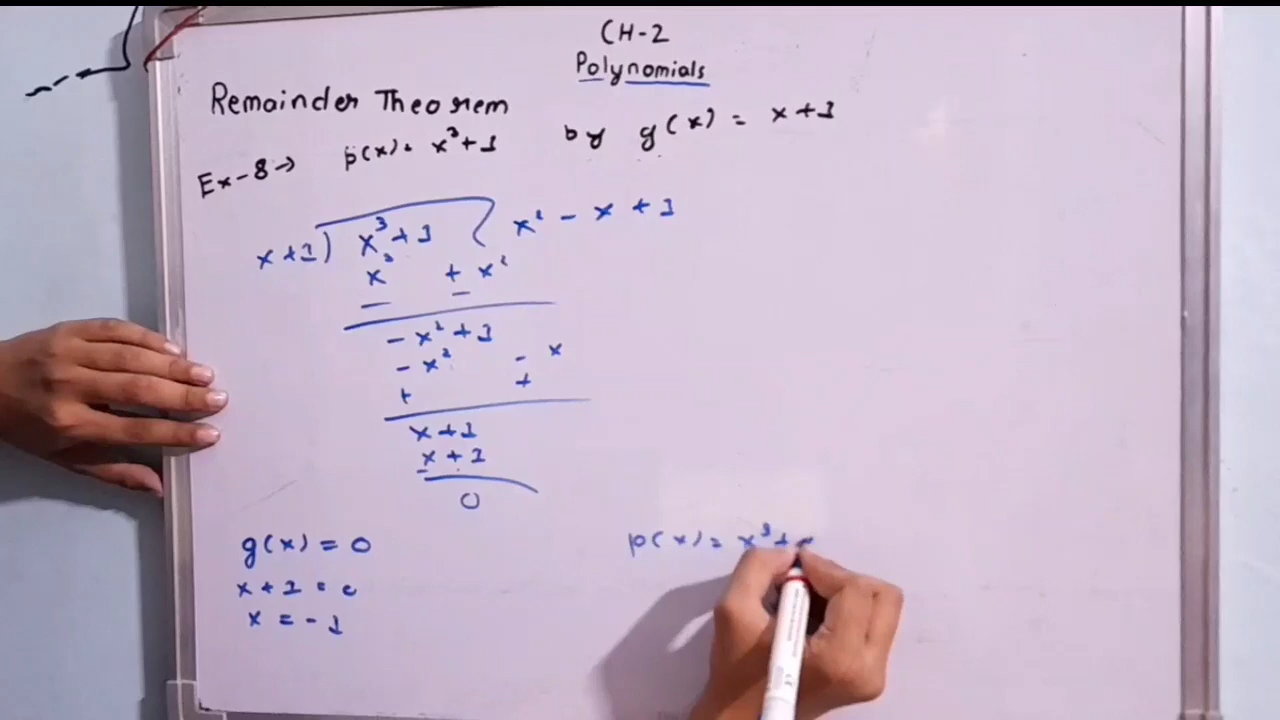 CH-2
Polynomials
Remainder Theorem
Ex-8→ p(x) = x³+1 by g(x) = x+1
x+1) x³+1 ( x² - x + 1
x³ + x²
- -
- x² + 1
- x² - x
+ +
x+1
x+1
-
0
g(x) = 0
x + 1 = 0
x = -1
p(x) = x³+